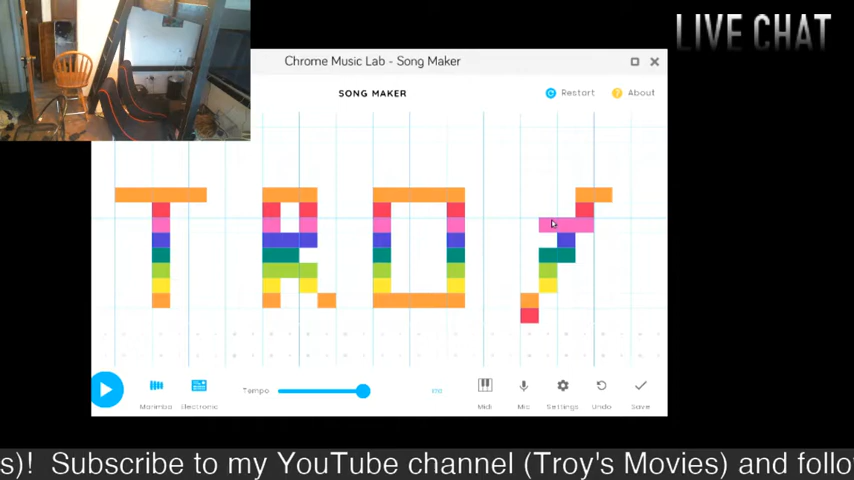 LIVE CHAT
Chrome Music Lab - Song Maker
SONG MAKER
Restart
? About
TRO
Marimba
Electronic
Tempo
Midi
Mic
Settings
Undo
Save
s)! Subscribe to my YouTube channel (Troy's Movies) and follo